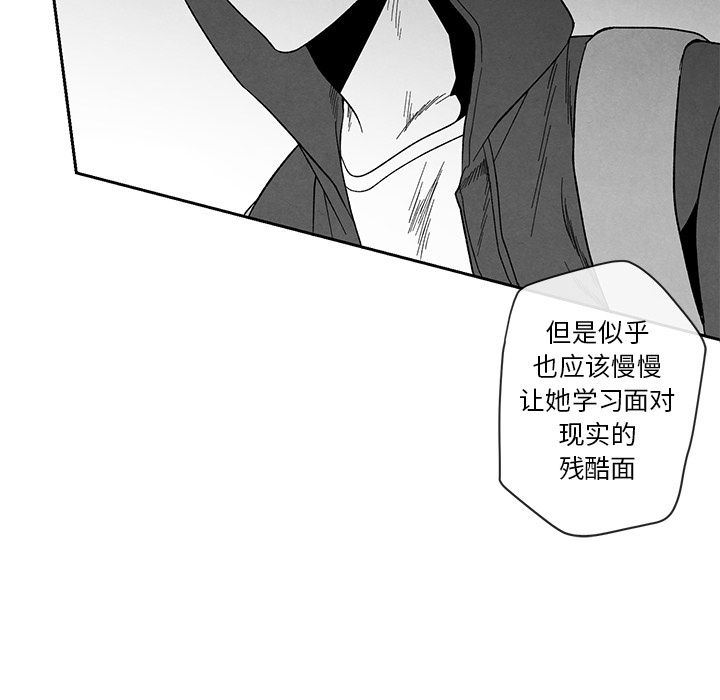 但是似乎
也应该慢慢
让她学习面对
现实的
残酷面